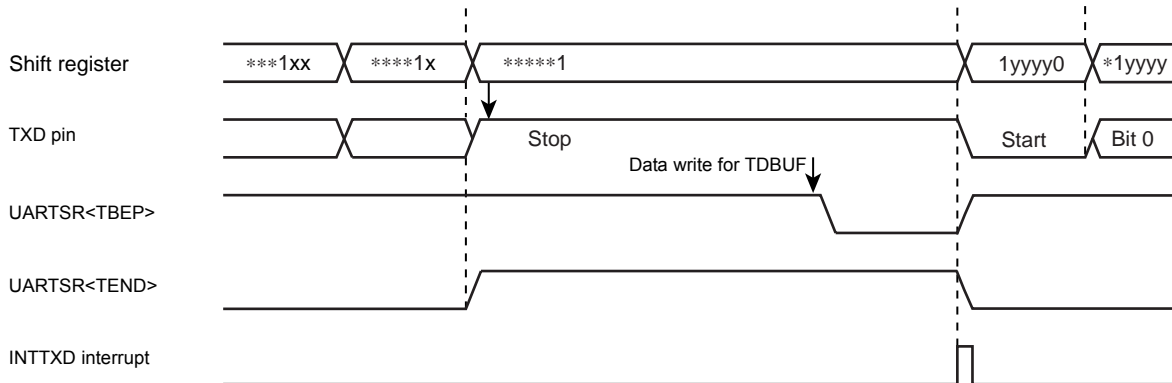 Shift register ***1xx ****1x *****1 1yyyy0 *1yyyy
TXD pin Stop Start Bit 0
Data write for TDBUF
UARTSR<TBEP>
UARTSR<TEND>
INTTXD interrupt